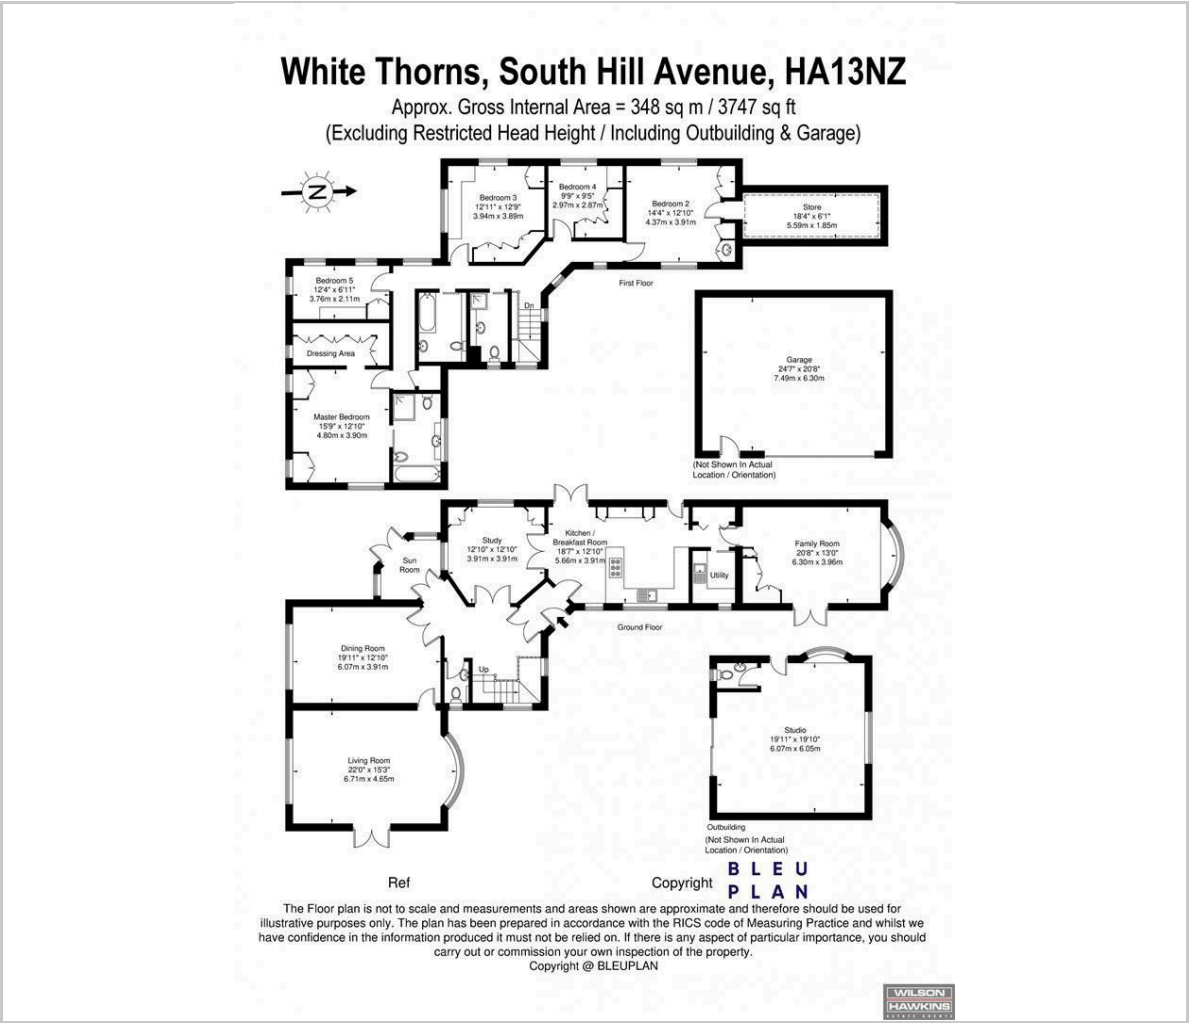 White Thorns, South Hill Avenue, HA13NZ
Approx. Gross Internal Area = 348 sq m / 3747 sq ft
(Excluding Restricted Head Height / Including Outbuilding & Garage)
N
Bedroom 3
12'11" x 12'9"
3.94m x 3.89m
Bedroom 4
9'9" x 9'5"
2.97m x 2.87m
Bedroom 2
14'4" x 12'10"
4.37m x 3.91m
Store
18'4" x 6'1"
5.59m x 1.85m
Bedroom 5
12'4" x 6'11"
3.76m x 2.11m
First Floor
Dn
Dressing Area
Master Bedroom
15'9" x 12'10"
4.80m x 3.90m
Garage
24'7" x 20'8"
7.49m x 6.30m
(Not Shown In Actual
Location / Orientation)
Study
12'10" x 12'10"
3.91m x 3.91m
Kitchen /
Breakfast Room
18'7" x 12'10"
5.66m x 3.91m
Family Room
20'8" x 13'0"
6.30m x 3.96m
Sun
Room
Utility
Ground Floor
Dining Room
19'11" x 12'10"
6.07m x 3.91m
Up
Living Room
22'0" x 15'3"
6.71m x 4.65m
Studio
19'11" x 19'10"
6.07m x 6.05m
Outbuilding
(Not Shown In Actual
Location / Orientation)
Ref
Copyright
BLEU
PLAN
The Floor plan is not to scale and measurements and areas shown are approximate and therefore should be used for
illustrative purposes only. The plan has been prepared in accordance with the RICS code of Measuring Practice and whilst we
have confidence in the information produced it must not be relied on. If there is any aspect of particular importance, you should
carry out or commission your own inspection of the property.
Copyright @ BLEUPLAN
WILSON
HAWKINS
ESTATE AGENTS